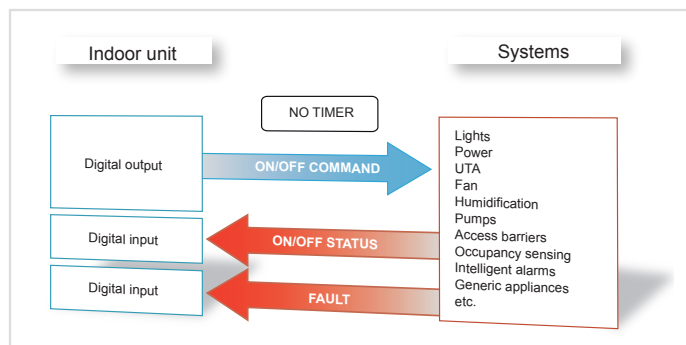 Indoor unit
Systems
NO TIMER
Digital output
ON/OFF COMMAND
Digital input
ON/OFF STATUS
Digital input
FAULT
Lights
Power
UTA
Fan
Humidification
Pumps
Access barriers
Occupancy sensing
Intelligent alarms
Generic appliances
etc.